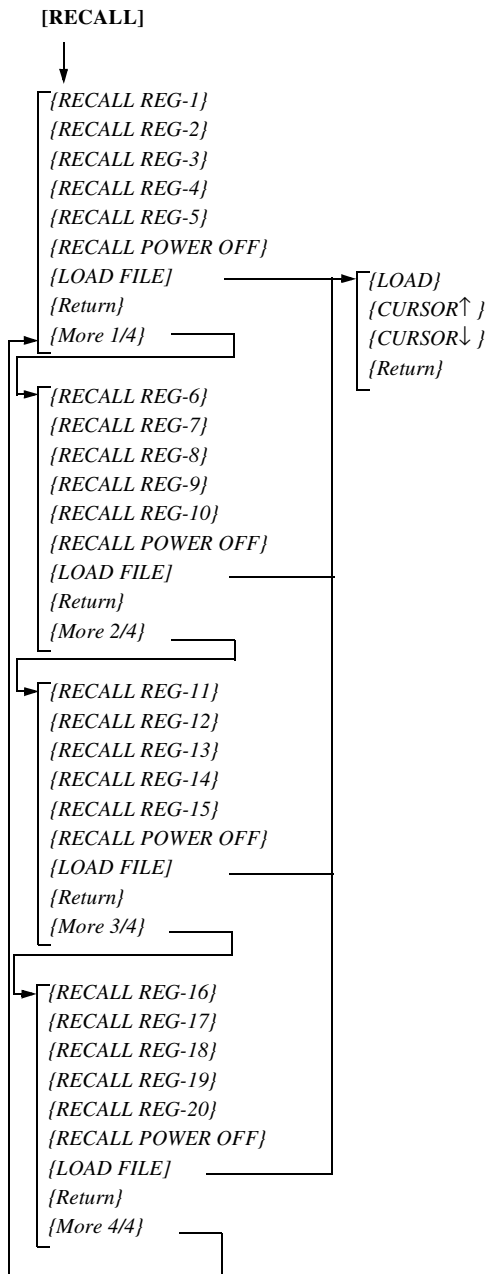 [RECALL]
{RECALL REG-1}
{RECALL REG-2}
{RECALL REG-3}
{RECALL REG-4}
{RECALL REG-5}
{RECALL POWER OFF}
{LOAD FILE]
{Return}
{More 1/4}
{LOAD}
{CURSOR↑ }
{CURSOR↓ }
{Return}
{RECALL REG-6}
{RECALL REG-7}
{RECALL REG-8}
{RECALL REG-9}
{RECALL REG-10}
{RECALL POWER OFF}
{LOAD FILE]
{Return}
{More 2/4}
{RECALL REG-11}
{RECALL REG-12}
{RECALL REG-13}
{RECALL REG-14}
{RECALL REG-15}
{RECALL POWER OFF}
{LOAD FILE]
{Return}
{More 3/4}
{RECALL REG-16}
{RECALL REG-17}
{RECALL REG-18}
{RECALL REG-19}
{RECALL REG-20}
{RECALL POWER OFF}
{LOAD FILE]
{Return}
{More 4/4}